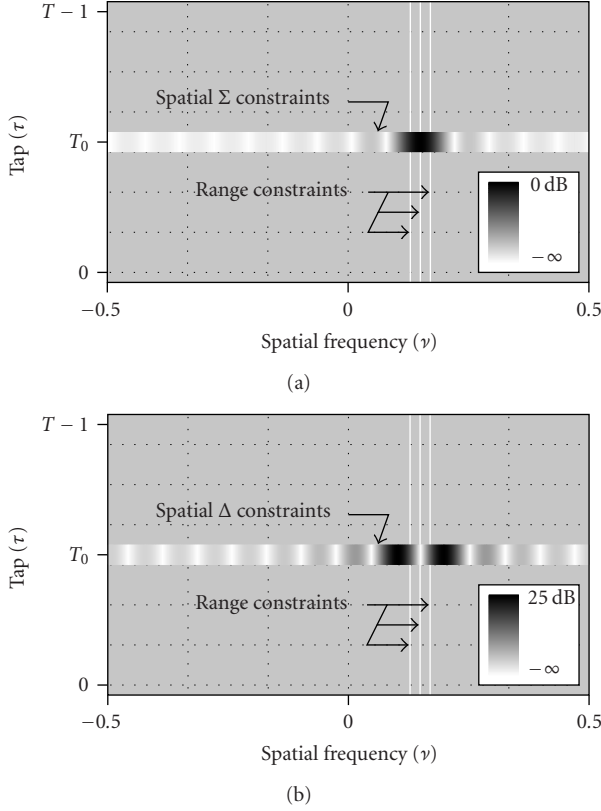 T − 1
Spatial Σ constraints
T0
Tap (τ)
Range constraints
0 dB
−∞
0
−0.5
0
0.5
Spatial frequency (ν)
(a)
T − 1
Spatial Δ constraints
T0
Tap (τ)
Range constraints
25 dB
−∞
0
−0.5
0
0.5
Spatial frequency (ν)
(b)